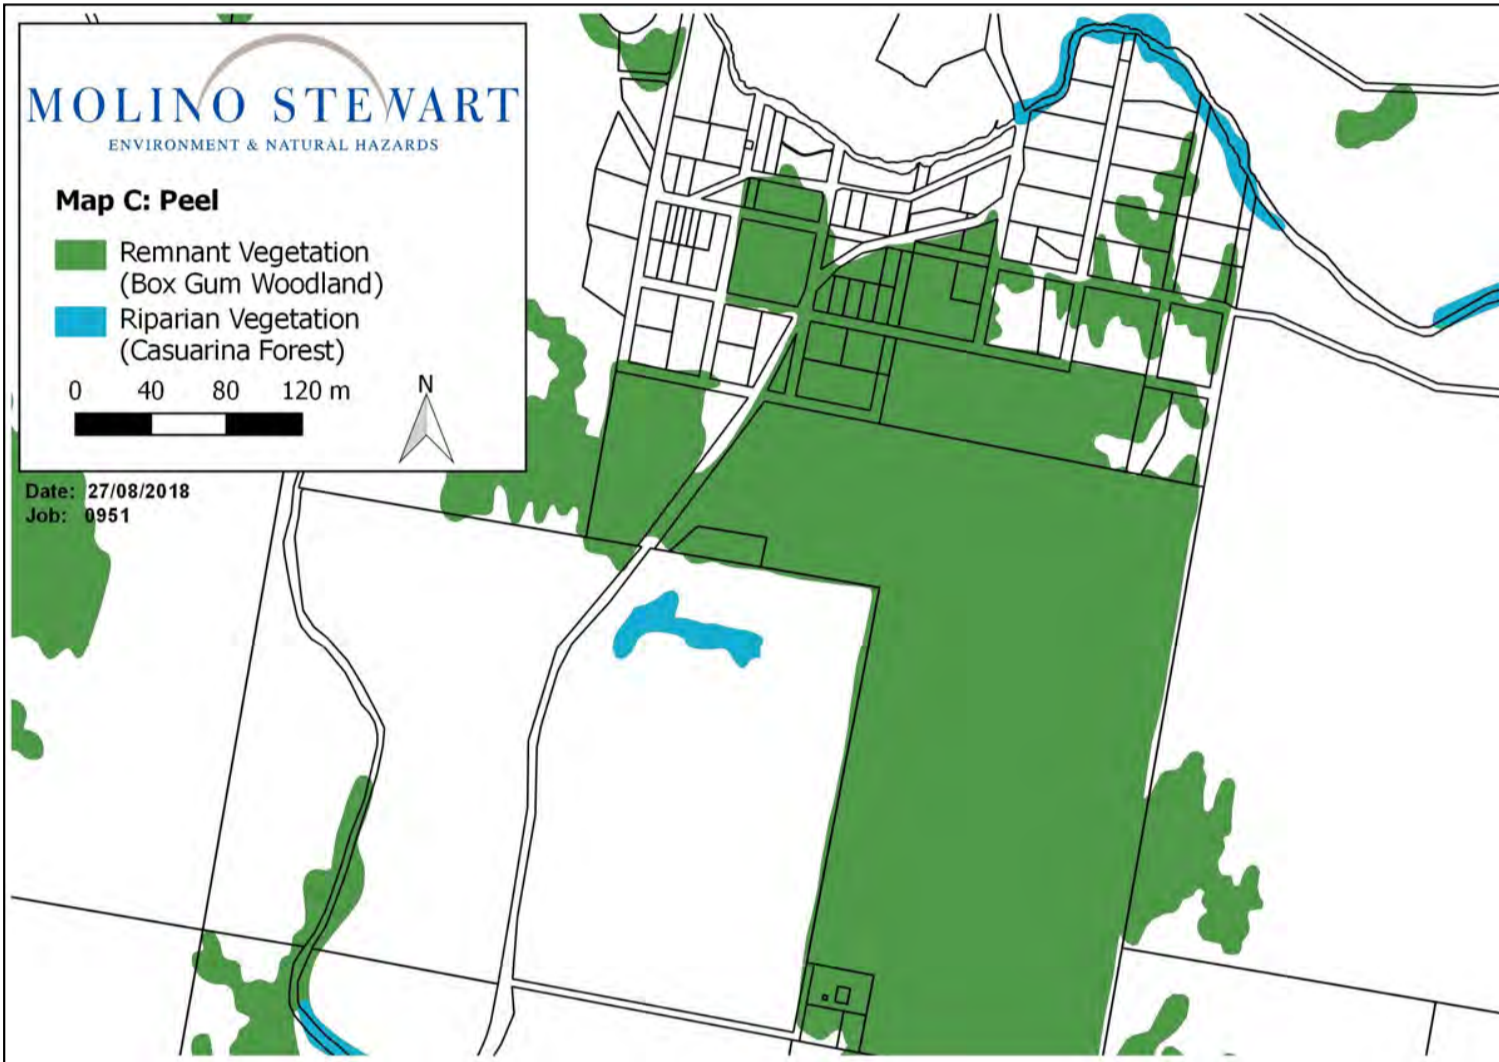 MOLINO STEWART
ENVIRONMENT & NATURAL HAZARDS
Map C: Peel
Remnant Vegetation
(Box Gum Woodland)
Riparian Vegetation
(Casuarina Forest)
0 40 80 120 m
N
Date: 27/08/2018
Job: 0951